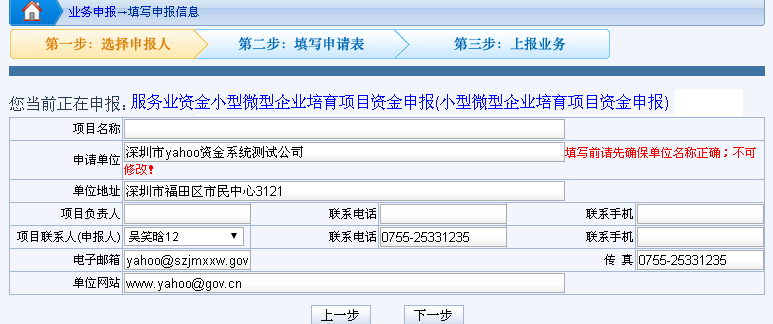 业务申报→填写申报信息
第一步：选择申报人 第二步：填写申请表 第三步：上报业务
您当前正在申报：服务业资金小型微型企业培育项目资金申报(小型微型企业培育项目资金申报)
项目名称
申请单位 深圳市yahoo资金系统测试公司 填写前请先确保单位名称正确；不可
修改！
单位地址 深圳市福田区市民中心3121
项目负责人 联系电话 联系手机
项目联系人(申报人) 吴笑晗12 联系电话 0755-25331235 联系手机
电子邮箱 yahoo@szjmxxw.gov 传 真 0755-25331235
单位网站 www.yahoo@gov.cn
上一步 下一步